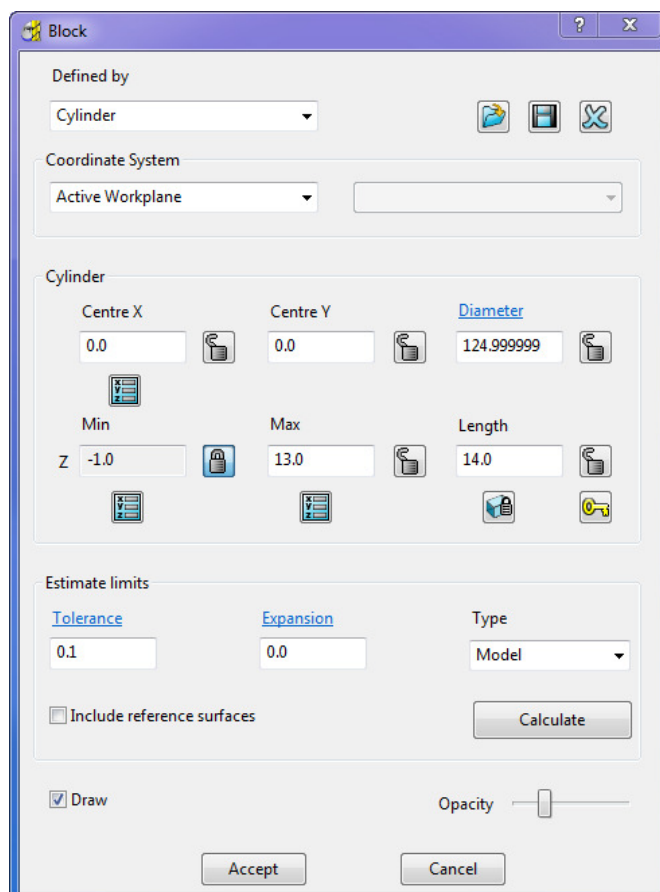 Block
Defined by
Cylinder
Coordinate System
Active Workplane
Cylinder
Centre X Centre Y Diameter
0.0 0.0 124.999999
Min Max Length
Z -1.0 13.0 14.0
Estimate limits
Tolerance Expansion Type
0.1 0.0 Model
Include reference surfaces Calculate
Draw Opacity
Accept Cancel